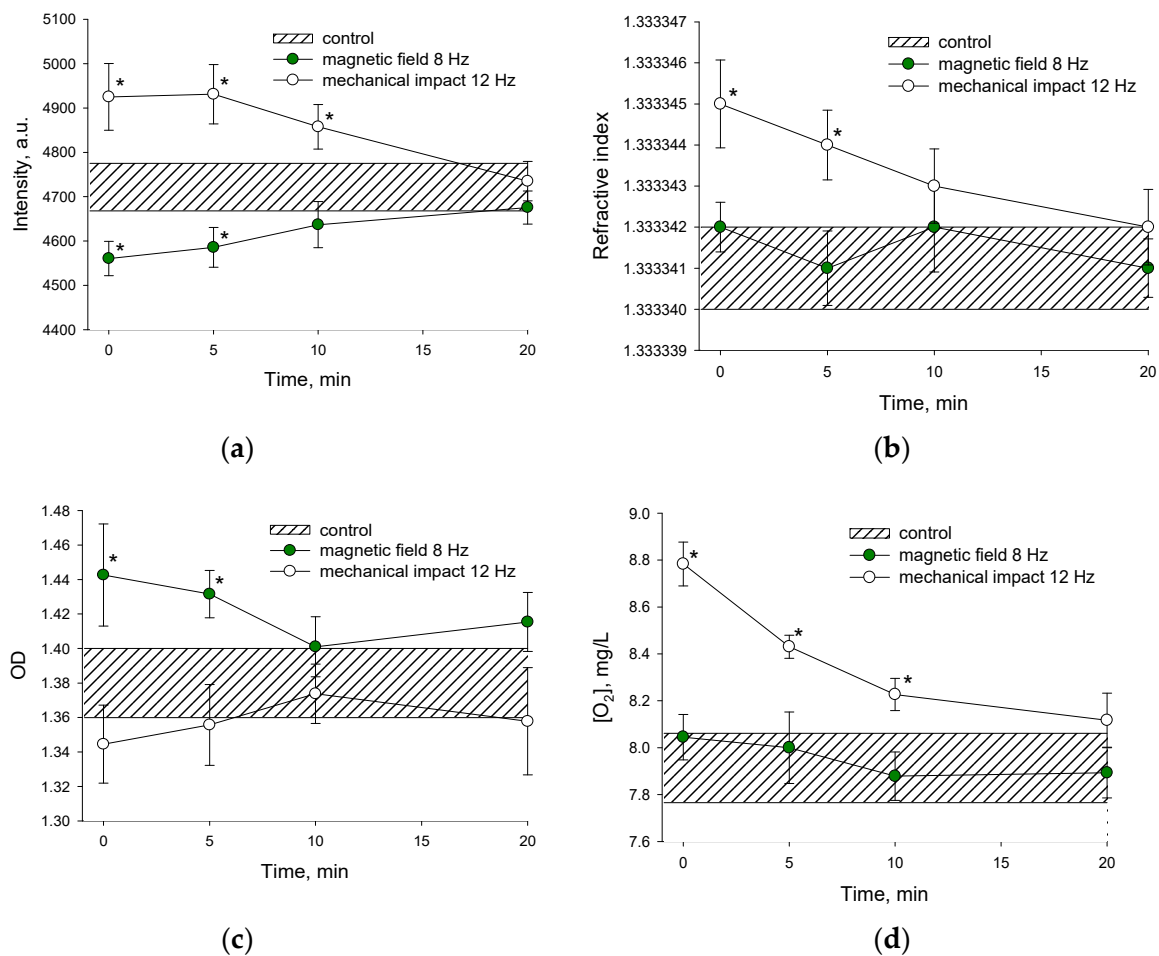 5100
5000
4900
4800
4700
4600
4500
4400
Intensity, a.u.
control
magnetic field 8 Hz
mechanical impact 12 Hz
*
*
*
*
*
0 5 10 15 20
Time, min
(a)
1.333347
1.333346
1.333345
1.333344
1.333343
1.333342
1.333341
1.333340
1.333339
Refractive index
control
magnetic field 8 Hz
mechanical impact 12 Hz
*
*
0 5 10 15 20
Time, min
(b)
1.48
1.46
1.44
1.42
1.40
1.38
1.36
1.34
1.32
1.30
OD
control
magnetic field 8 Hz
mechanical impact 12 Hz
*
*
0 5 10 15 20
Time, min
(c)
9.0
8.8
8.6
8.4
8.2
8.0
7.8
7.6
[O₂], mg/L
control
magnetic field 8 Hz
mechanical impact 12 Hz
*
*
*
0 5 10 15 20
Time, min
(d)